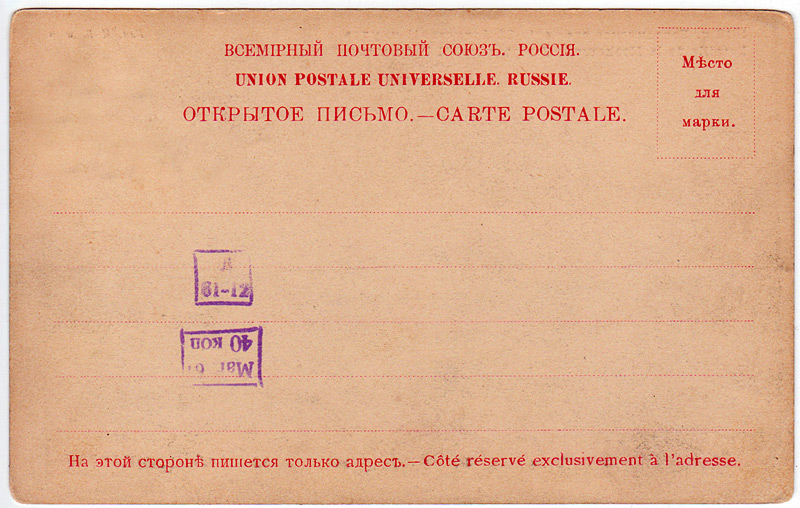 ВСЕМІРНЫЙ ПОЧТОВЫЙ СОЮЗЪ. РОССІЯ.
UNION POSTALE UNIVERSELLE. RUSSIE.
ОТКРЫТОЕ ПИСЬМО.—CARTE POSTALE.
Мѣсто
для
марки.
61-12
40 коп
Маг
На этой сторонѣ пишется только адресъ.—Côté réservé exclusivement à l'adresse.